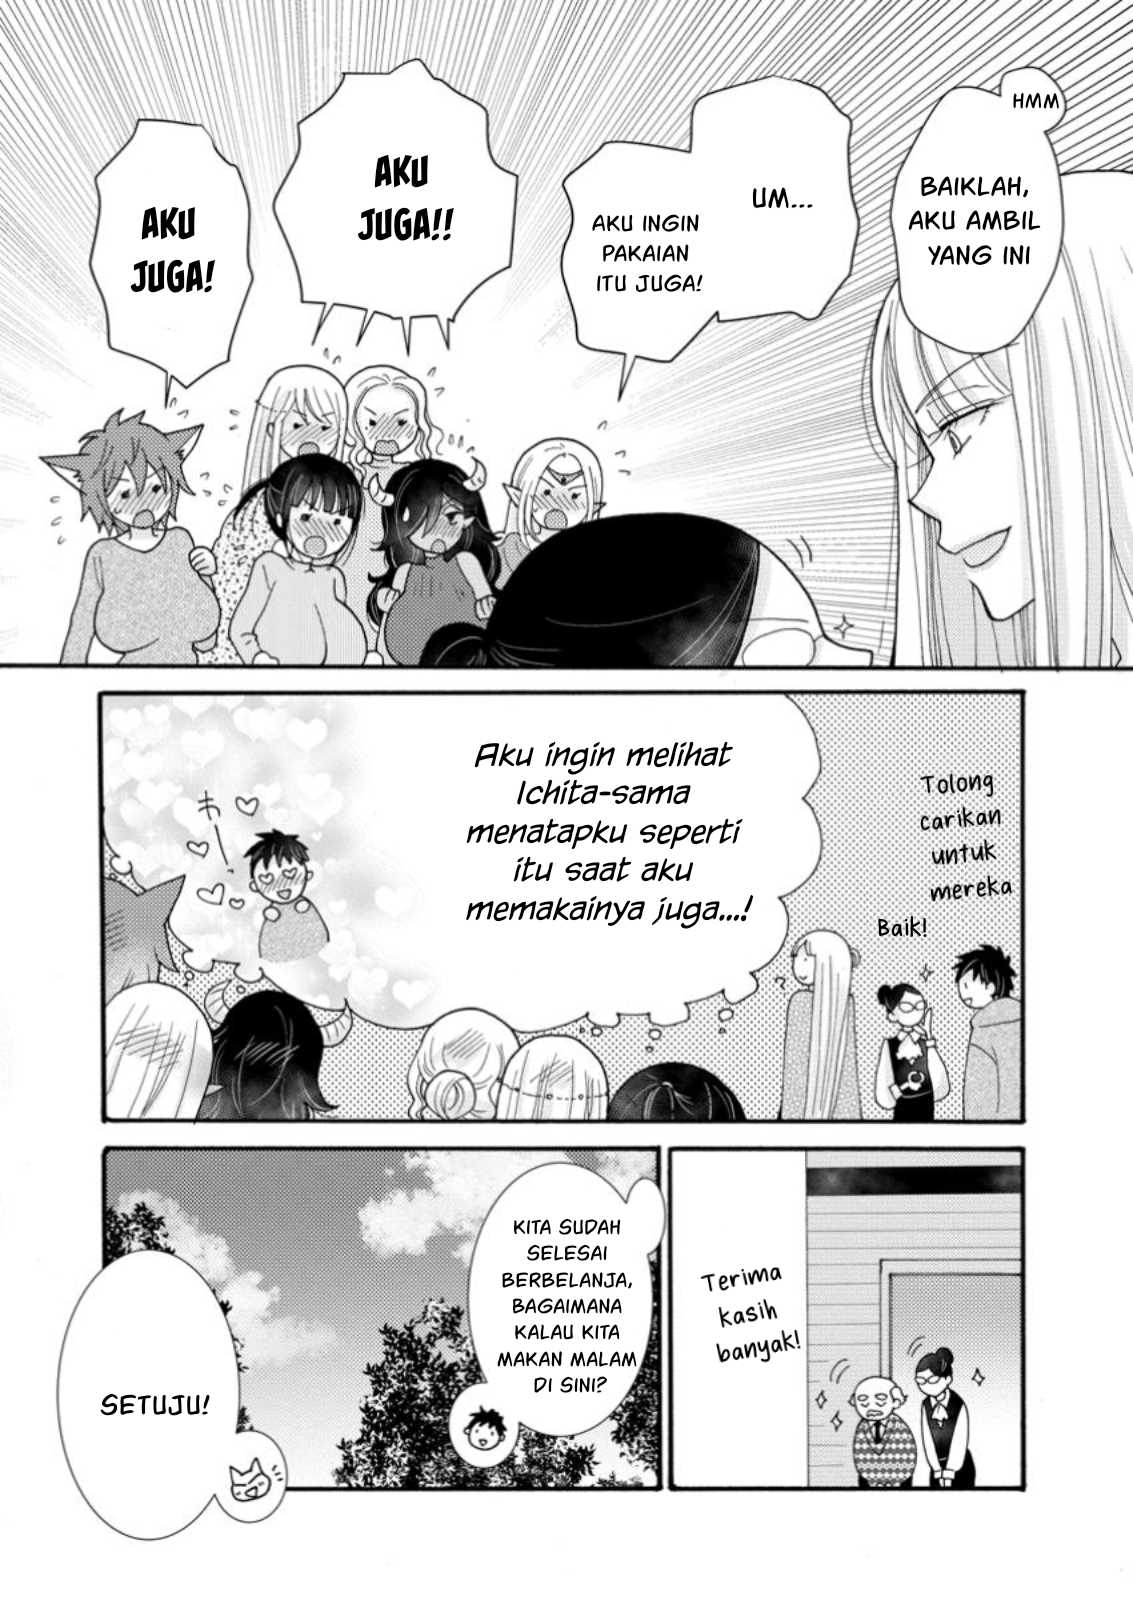 HMM
BAIKLAH,
AKU AMBIL
YANG INI
UM...
AKU INGIN
PAKAIAN
ITU JUGA!
AKU
JUGA!!
AKU
JUGA!
Tolong
carikan
untuk
mereka
Baik!
Aku ingin melihat
Ichita-sama
menatapku seperti
itu saat aku
memakainya juga...!
わー
?
Terima
kasih
banyak!
KITA SUDAH
SELESAI
BERBELANJA,
BAGAIMANA
KALAU KITA
MAKAN MALAM
DI SINI?
SETUJU!